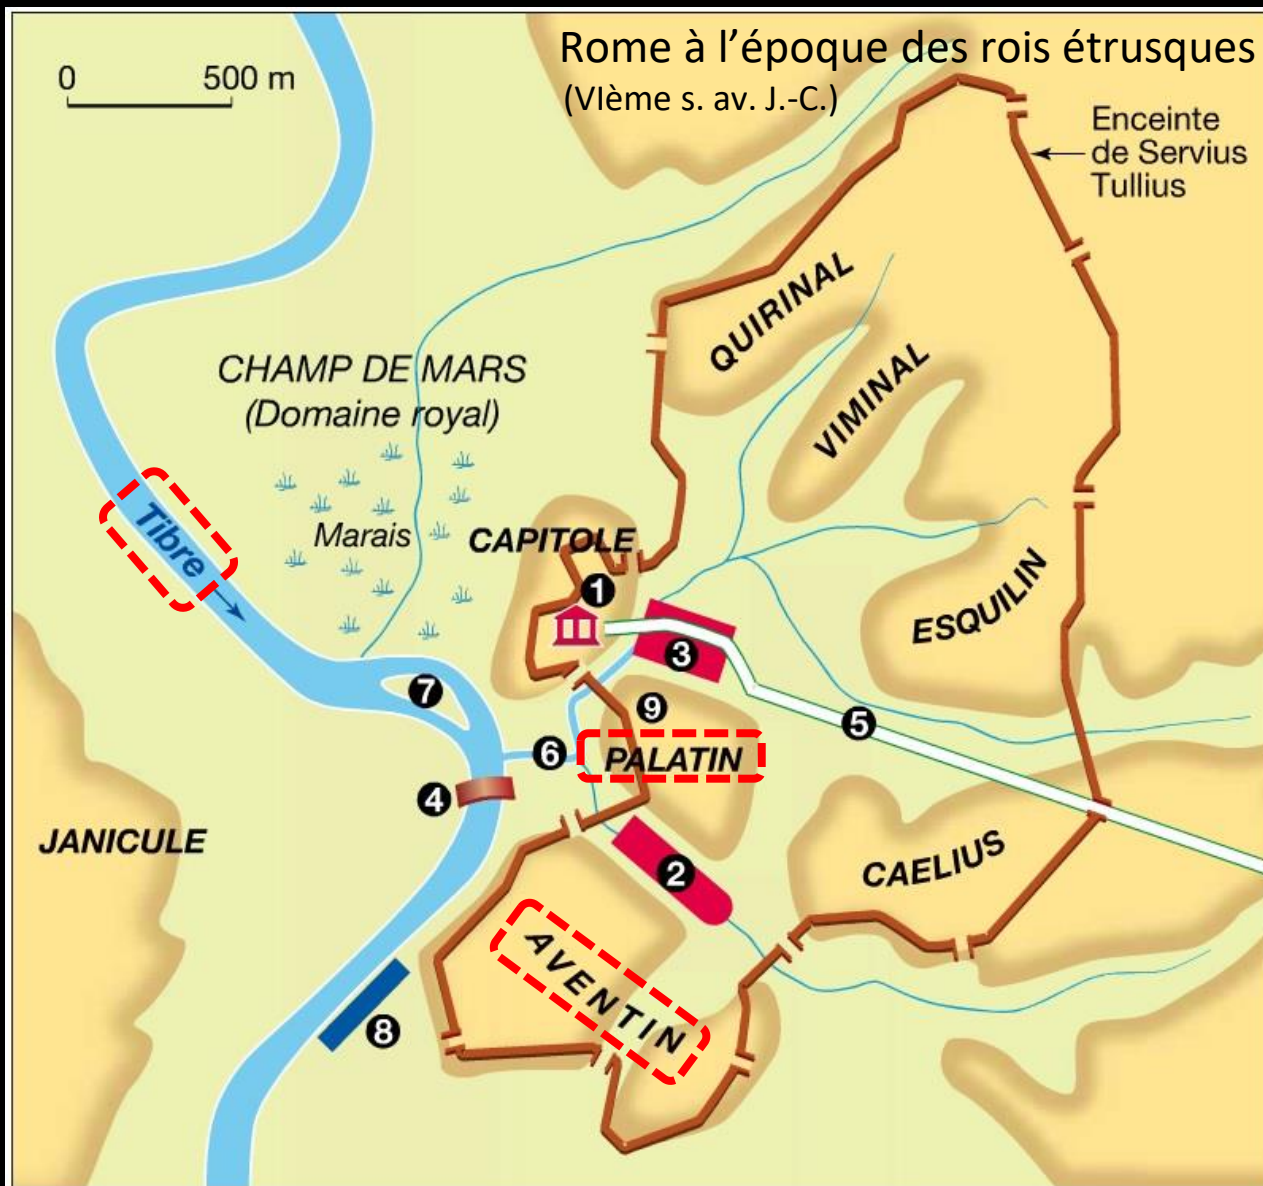 Rome à l’époque des rois étrusques
(VIème s. av. J.-C.)
0 500 m
Enceinte
de Servius
Tullius
QUIRINAL
CHAMP DE MARS
(Domaine royal)
VIMINAL
Tibre
Marais
CAPITOLE
1
ESQUILIN
3
7
9
5
6
PALATIN
4
JANICULE
CAELIUS
2
AVENTIN
8